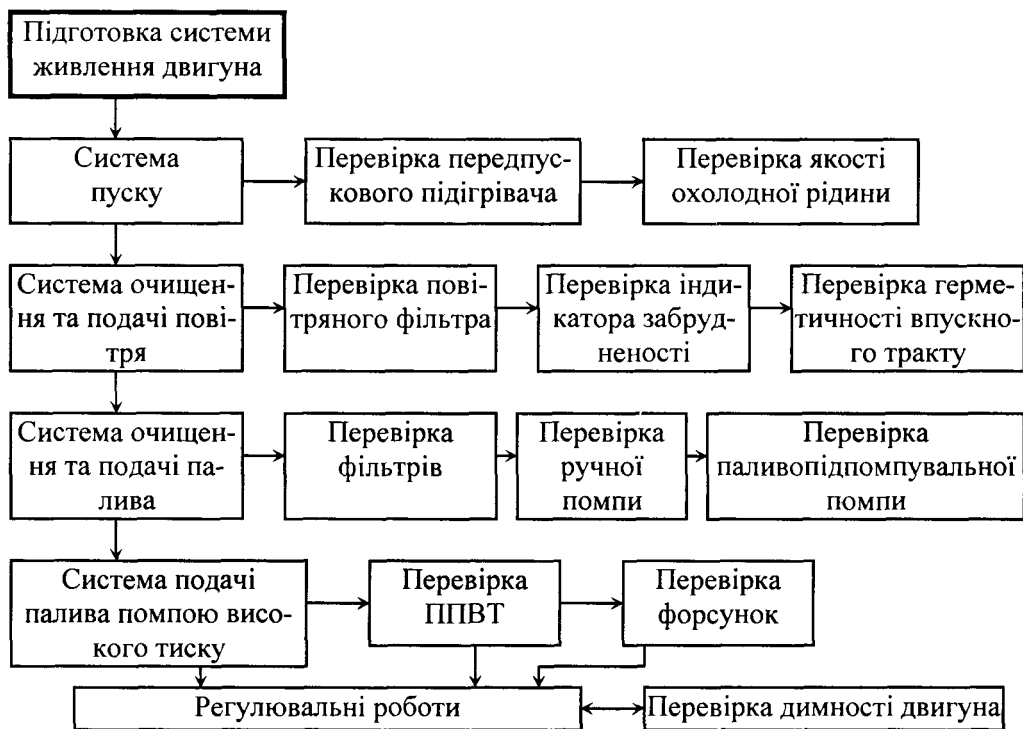 Підготовка системи
живлення двигуна
Система
пуску
Перевірка передпус-
кового підігрівача
Перевірка якості
охолодної рідини
Система очищен-
ня та подачі пові-
тря
Перевірка пові-
тряного фільтра
Перевірка інди-
катора забруд-
неності
Перевірка герме-
тичності впускно-
го тракту
Система очищен-
ня та подачі па-
лива
Перевірка
фільтрів
Перевірка
ручної
помпи
Перевірка
паливопідпомпувальної
помпи
Система подачі
палива помпою висо-
кого тиску
Перевірка
ППВТ
Перевірка
форсунок
Регулювальні роботи
Перевірка димності двигуна